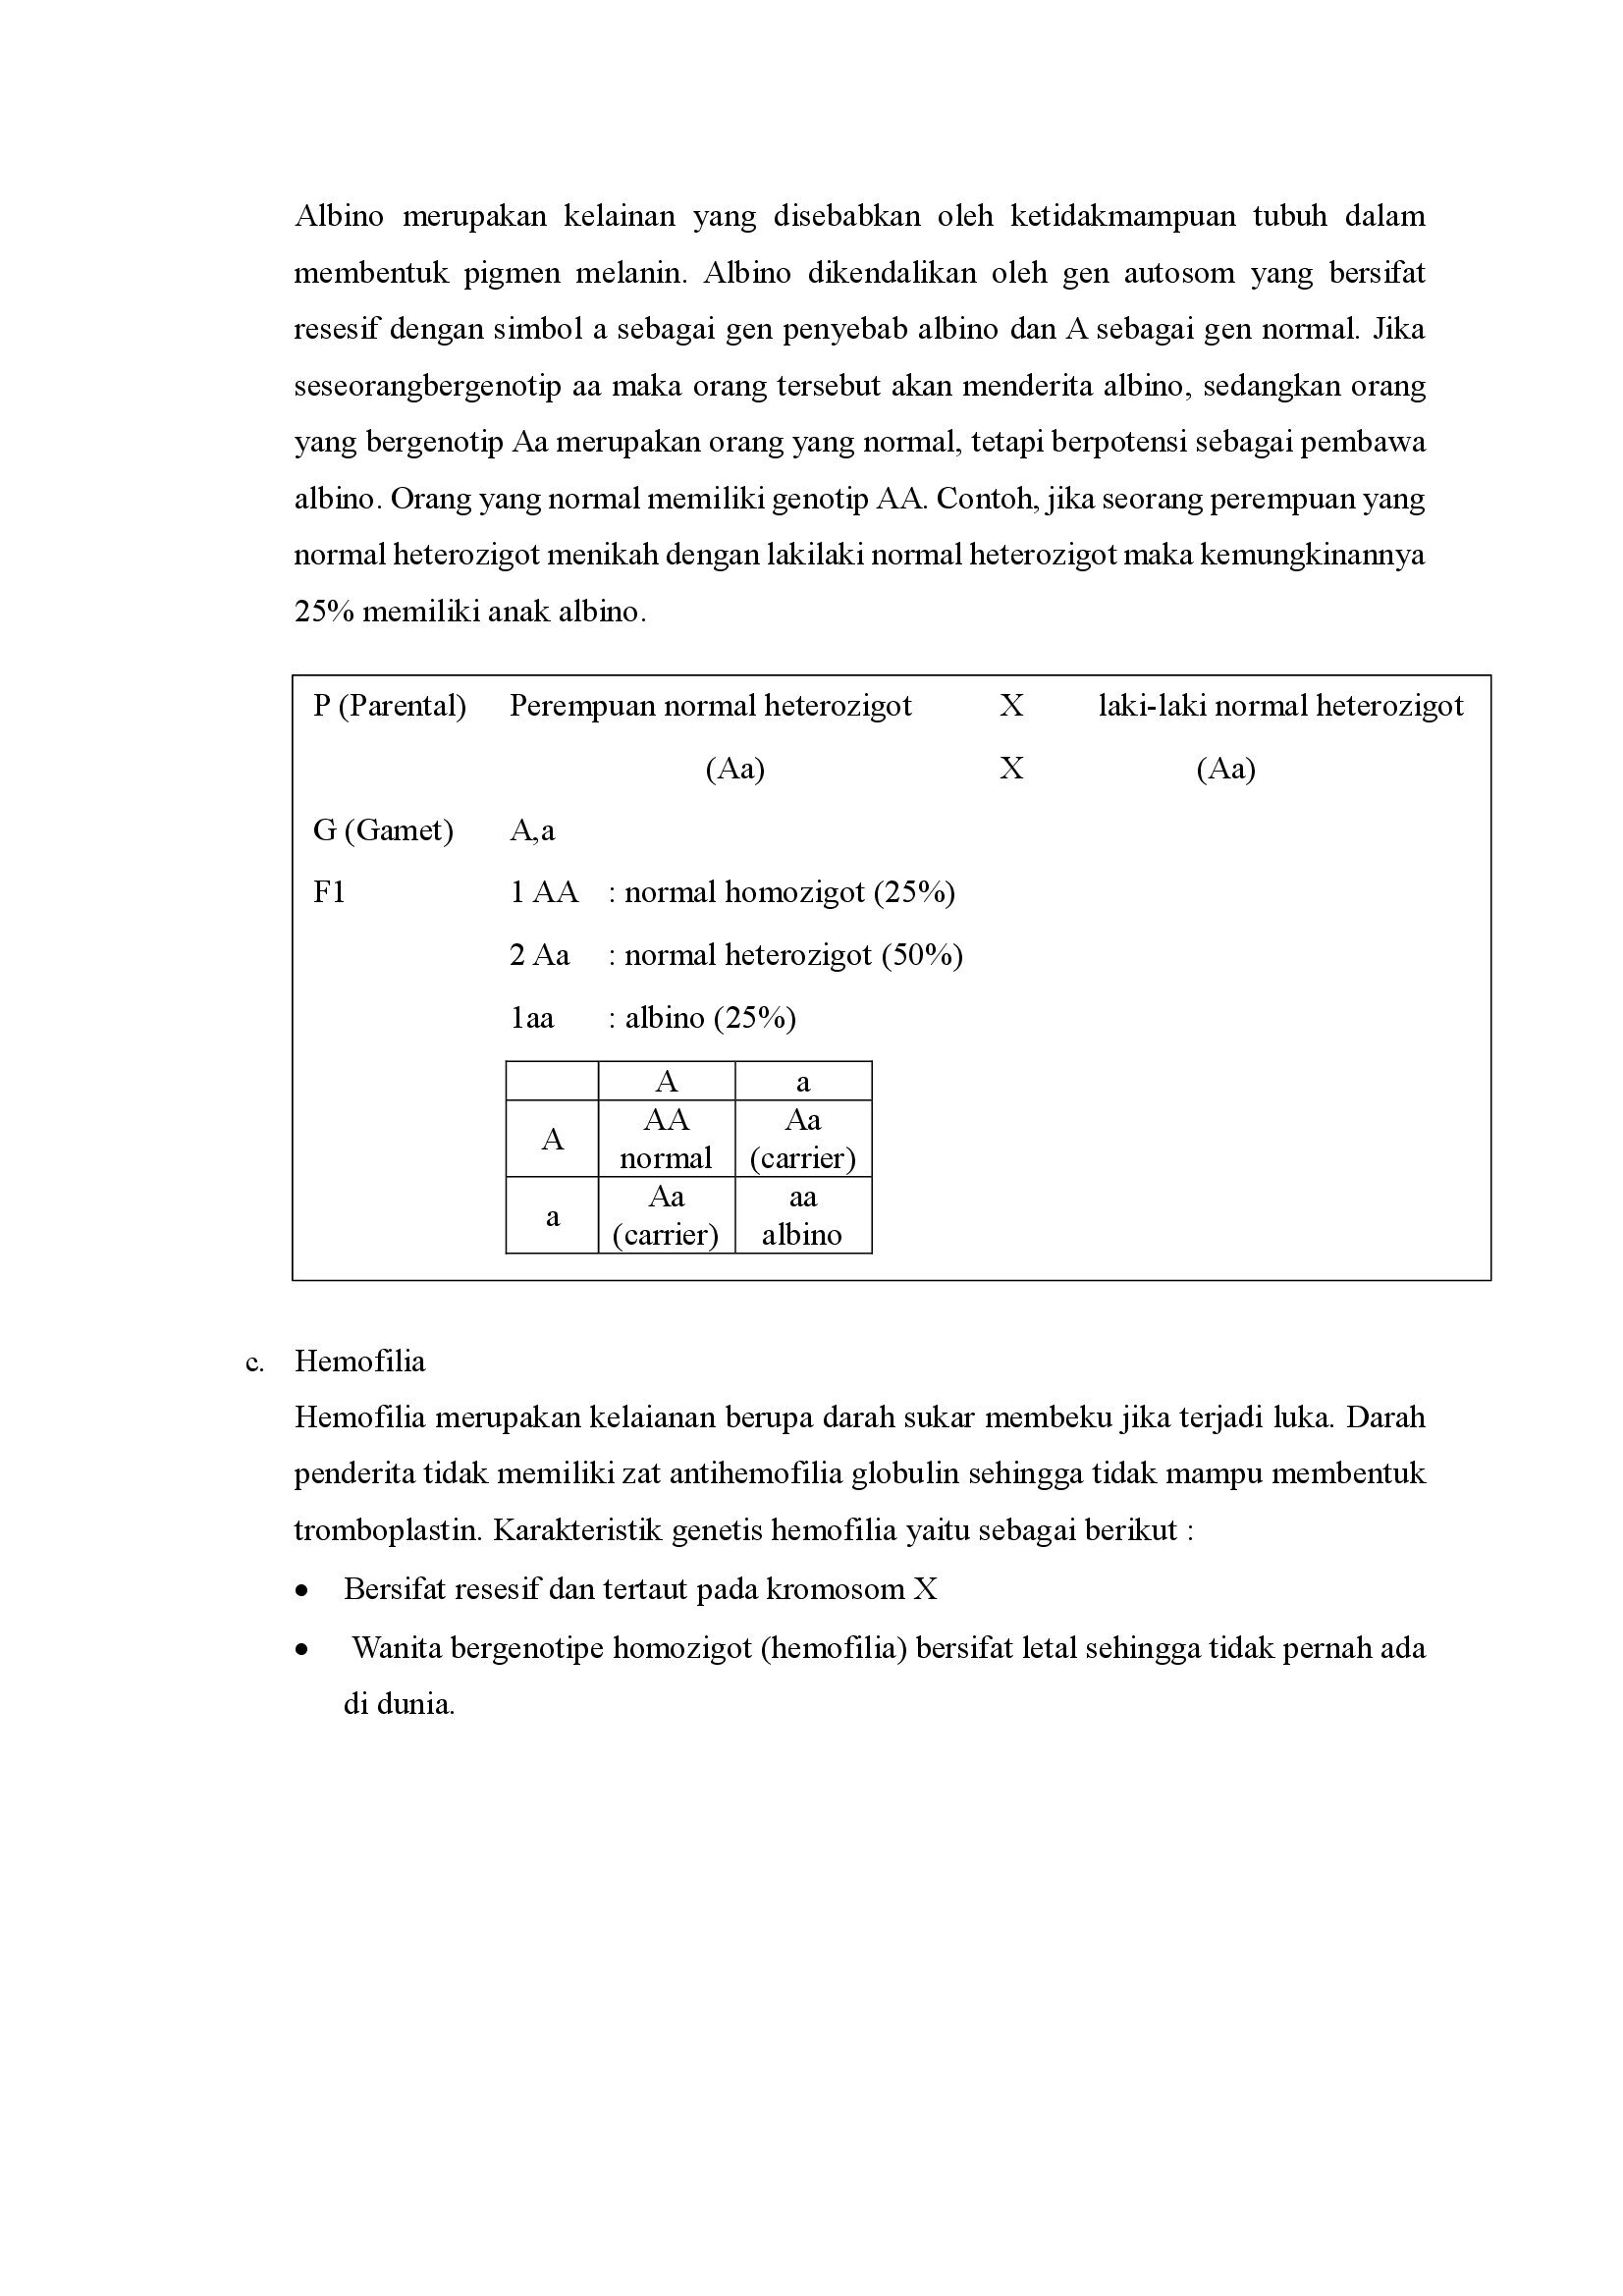 Albino merupakan kelainan yang disebabkan oleh ketidakmampuan tubuh dalam
membentuk pigmen melanin. Albino dikendalikan oleh gen autosom yang bersifat
resesif dengan simbol a sebagai gen penyebab albino dan A sebagai gen normal. Jika
seseorangbergenotip aa maka orang tersebut akan menderita albino, sedangkan orang
yang bergenotip Aa merupakan orang yang normal, tetapi berpotensi sebagai pembawa
albino. Orang yang normal memiliki genotip AA. Contoh, jika seorang perempuan yang
normal heterozigot menikah dengan lakilaki normal heterozigot maka kemungkinannya
25% memiliki anak albino.
P (Parental) Perempuan normal heterozigot X laki-laki normal heterozigot
(Aa) X (Aa)
G (Gamet) A,a
F1 1 AA : normal homozigot (25%)
2 Aa : normal heterozigot (50%)
1aa : albino (25%)
A a
A AA Aa
normal (carrier)
a Aa aa
(carrier) albino
c. Hemofilia
Hemofilia merupakan kelaianan berupa darah sukar membeku jika terjadi luka. Darah
penderita tidak memiliki zat antihemofilia globulin sehingga tidak mampu membentuk
tromboplastin. Karakteristik genetis hemofilia yaitu sebagai berikut :
• Bersifat resesif dan tertaut pada kromosom X
• Wanita bergenotipe homozigot (hemofilia) bersifat letal sehingga tidak pernah ada
di dunia.